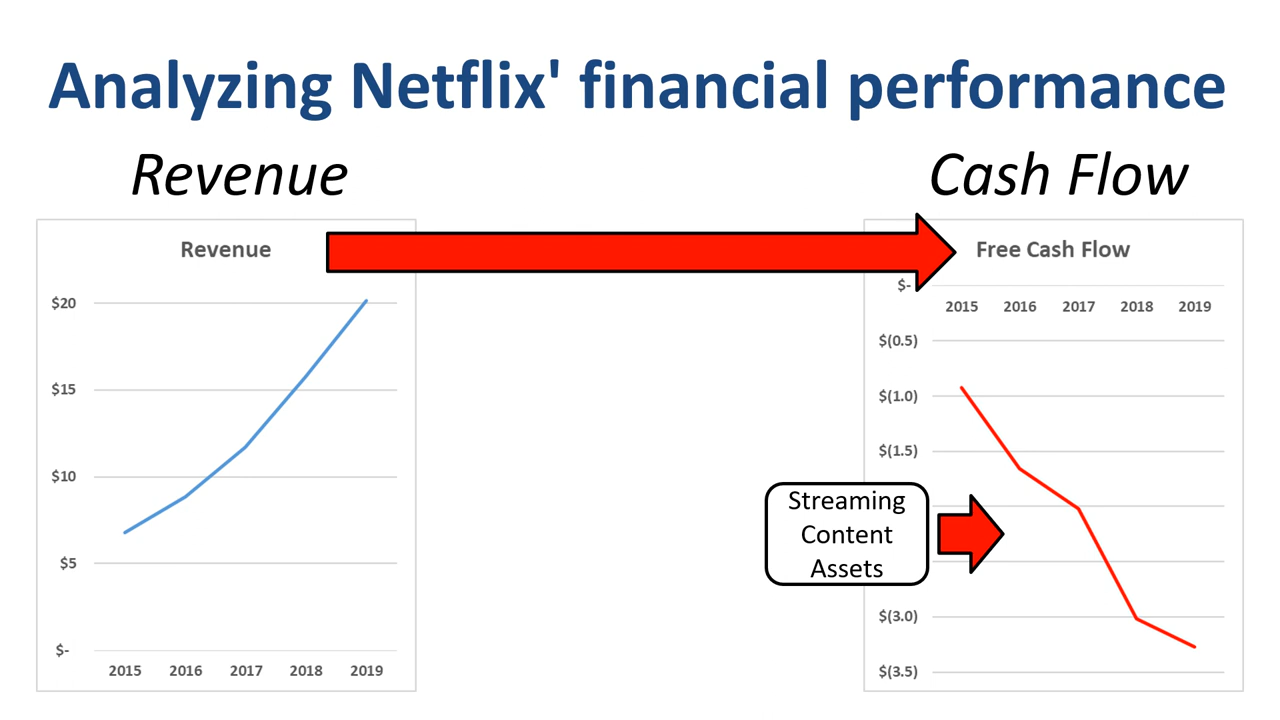 Analyzing Netflix' financial performance
Revenue
Cash Flow
Revenue
$20
$15
$10
$5
$-
2015 2016 2017 2018 2019
Free Cash Flow
$-
2015 2016 2017 2018 2019
$(0.5)
$(1.0)
$(1.5)
$(3.0)
$(3.5)
Streaming
Content
Assets